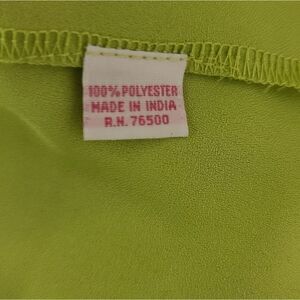 100% POLYESTER
MADE IN INDIA
R.N. 76500